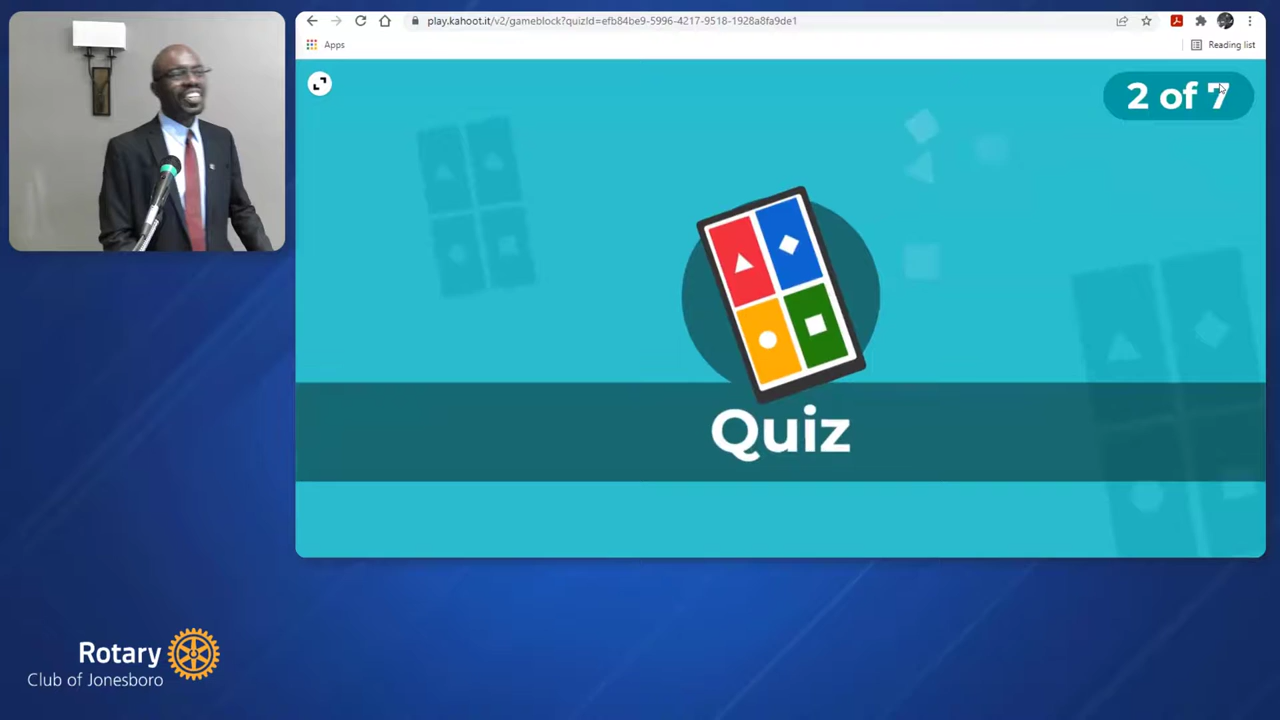 play.kahoot.it/v2/gameblock?quizId=efb84be9-5996-4217-9518-1928a8fa9de1
Apps
Reading list
2 of 7
Quiz
Rotary
Club of Jonesboro